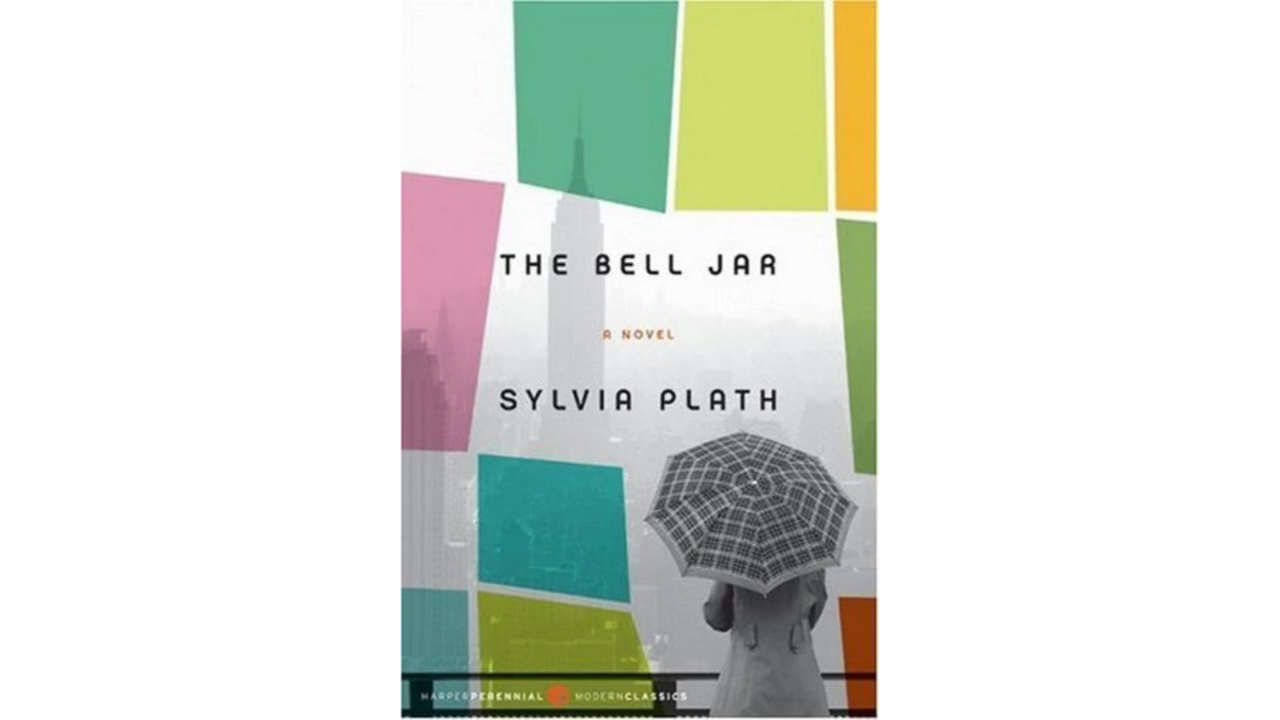 THE BELL JAR
A NOVEL
SYLVIA PLATH
HARPERPERENNIAL MODERNCLASSICS